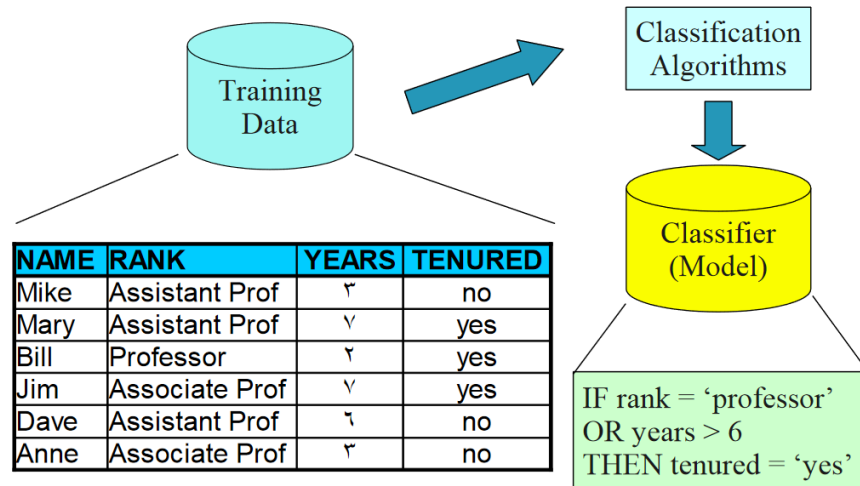 Training
Data
Classification
Algorithms
Classifier
(Model)
NAME RANK YEARS TENURED
Mike Assistant Prof ٣ no
Mary Assistant Prof ٧ yes
Bill Professor ٢ yes
Jim Associate Prof ٧ yes
Dave Assistant Prof ٦ no
Anne Associate Prof ٣ no
IF rank = ‘professor’
OR years > 6
THEN tenured = ‘yes’